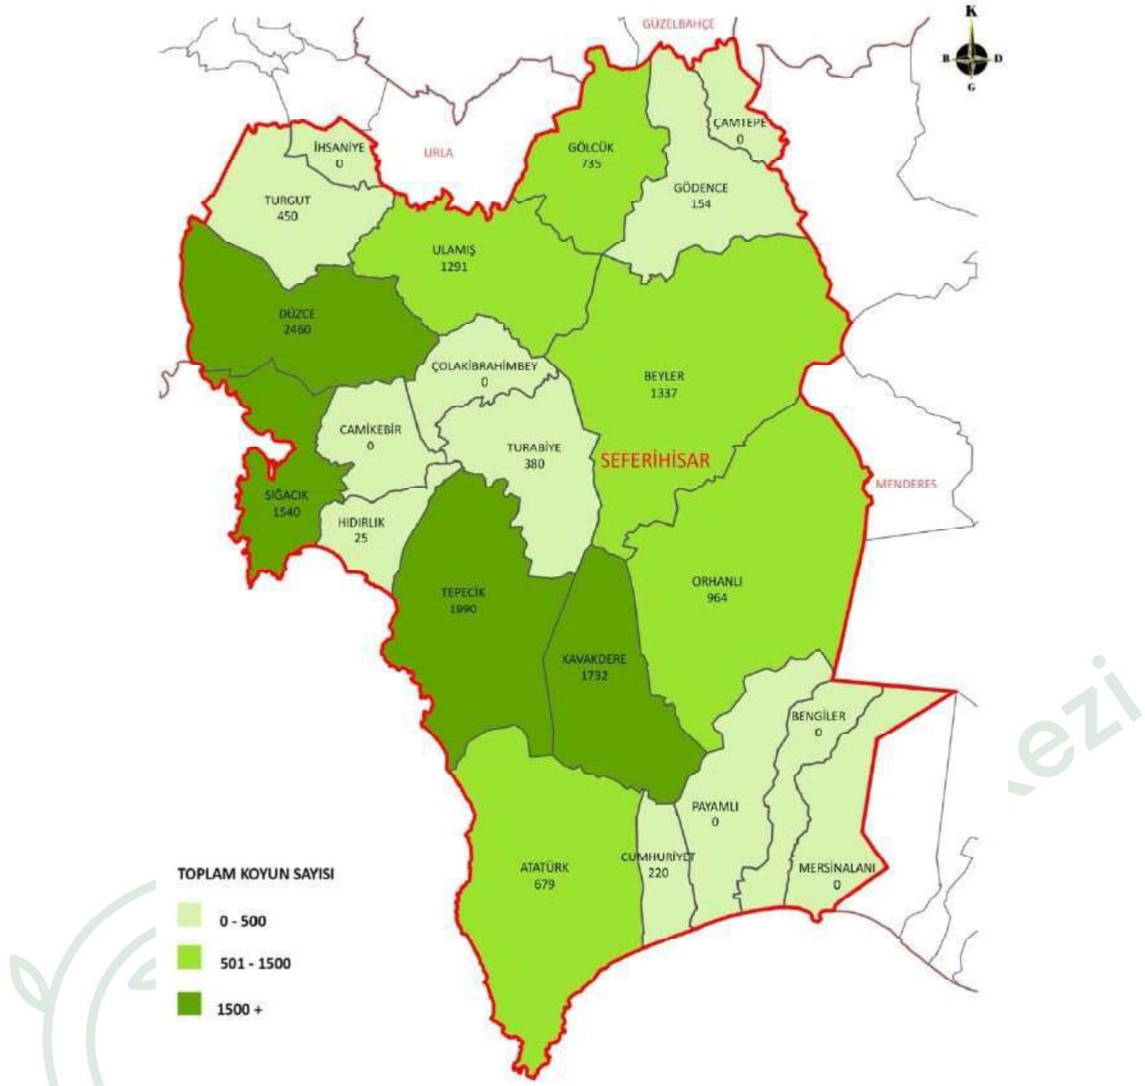 GÜZELBAHÇE
K
B
D
G
ÇAMTEPE
0
İHSANİYE
0
URLA
GÖLCÜK
735
GÖDENCE
154
TURGUT
450
ULAMIŞ
1291
DÜZCE
2460
ÇOLAKİBRAHİMBEY
0
BEYLER
1337
CAMİKEBİR
0
TURABİYE
380
SEFERİHİSAR
MENDERES
SIĞACIK
1540
HIDIRLIK
25
ORHANLI
964
TEPECİK
1990
KAVAKDERE
1732
BENGİLER
0
PAYAMLI
0
ezi
ATATÜRK
679
CUMHURİYET
220
MERSİNALANI
0
TOPLAM KOYUN SAYISI
0 - 500
501 - 1500
1500 +